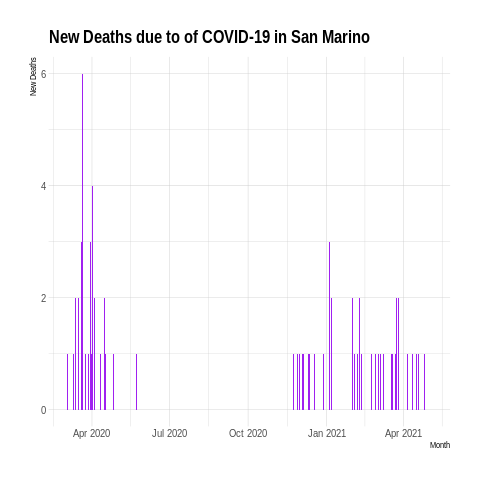 New Deaths due to of COVID-19 in San Marino
New Deaths
6
4
2
0
Apr 2020
Jul 2020
Oct 2020
Jan 2021
Apr 2021
Month